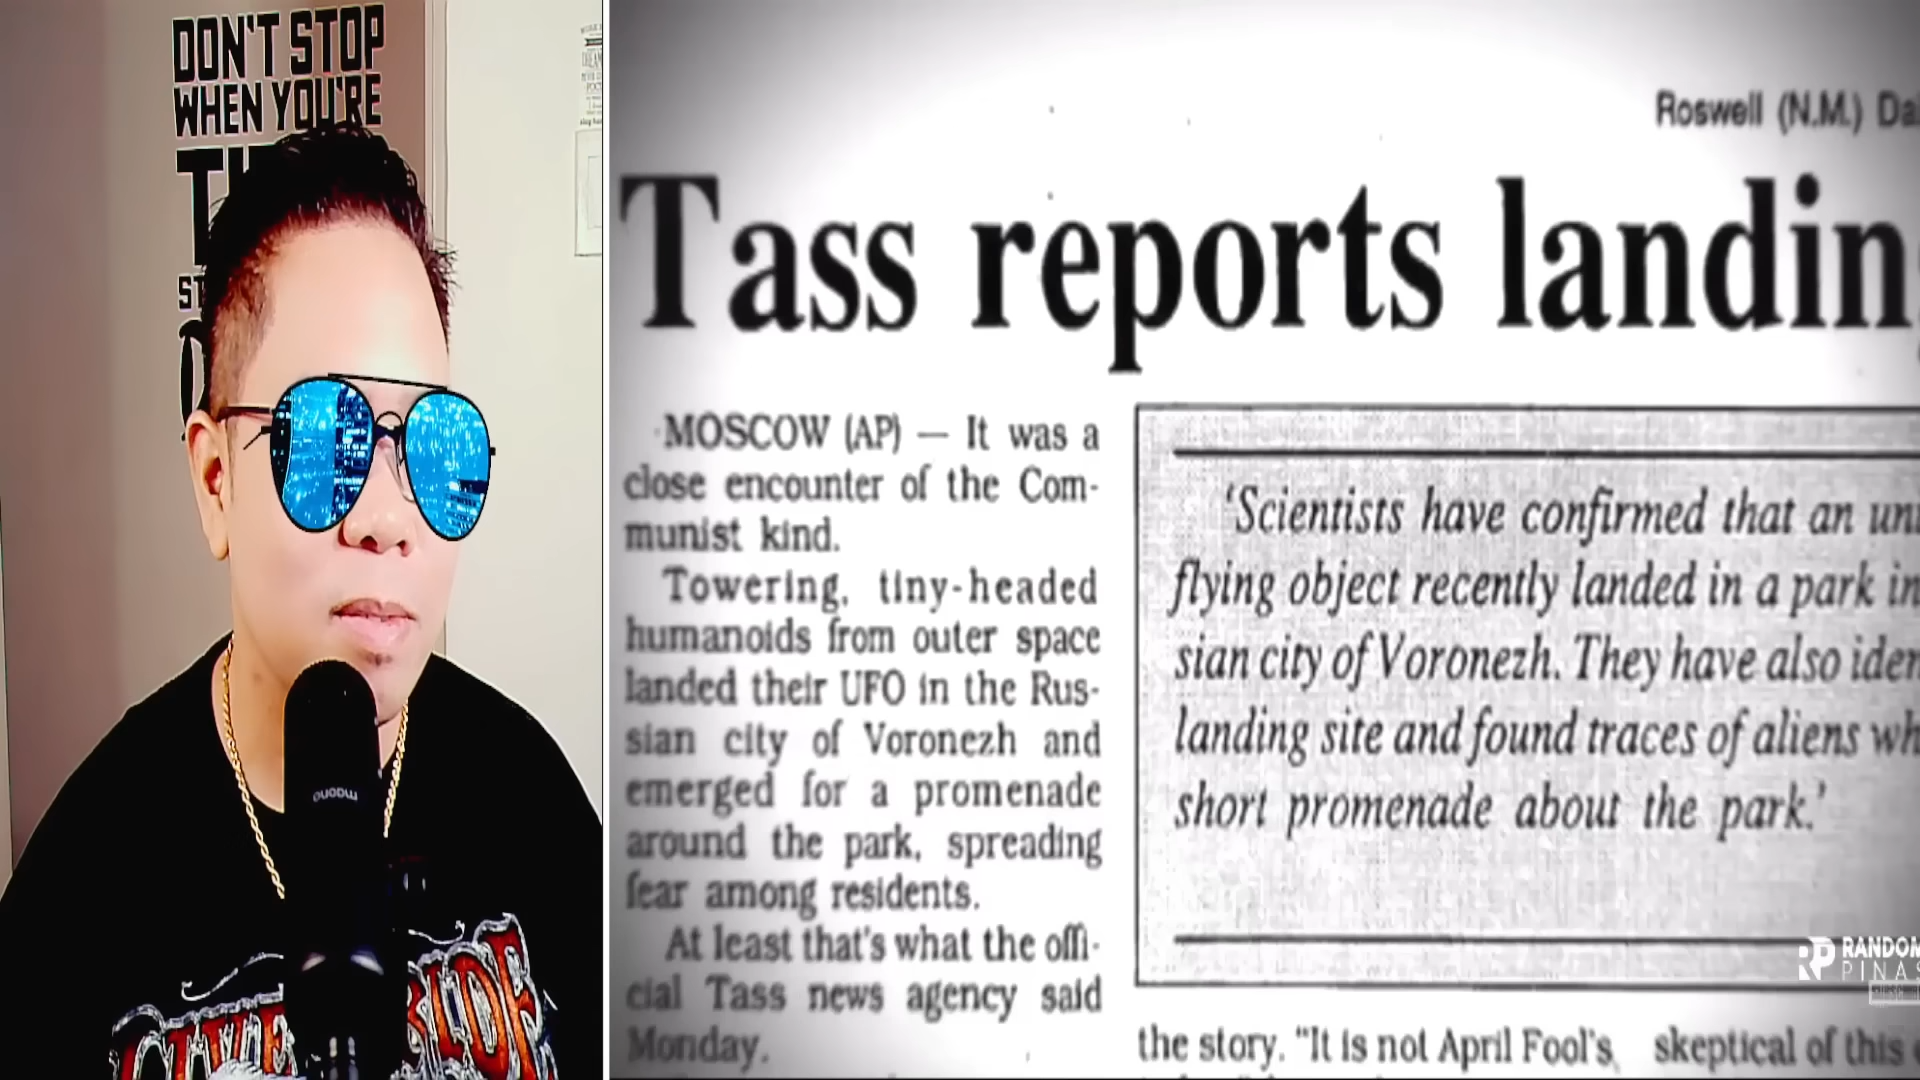 DON'T STOP
WHEN YOU'RE
maono
Roswell (N.M.)
Tass reports
MOSCOW (AP) — It was a
close encounter of the Com-
munist kind.
Towering, tiny-headed
humanoids from outer space
landed their UFO in the Rus-
sian city of Voronezh and
emerged for a promenade
around the park, spreading
fear among residents.
At least that's what the offi-
cial Tass news agency said
Monday.
'Scientists have confirmed that an
flying object recently landed in a park in
sian city of Voronezh. They have also
landing site and found traces of aliens
short promenade about the park.'
the story. "It is not April Fool's, skeptical of this
RP RANDOM
PINAS